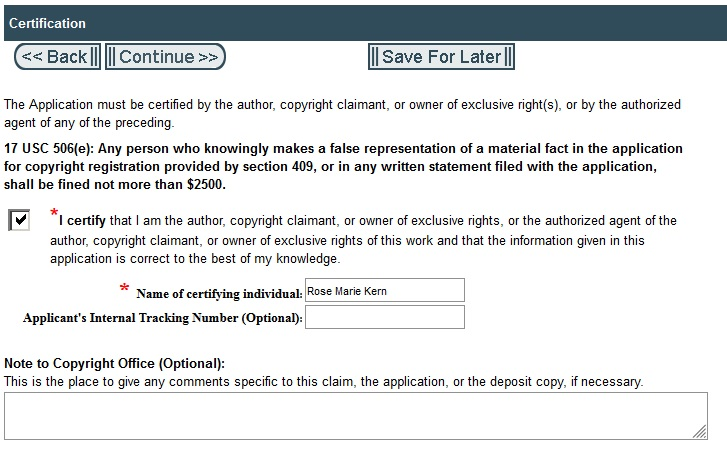 Certification
<< Back Continue >> Save For Later
The Application must be certified by the author, copyright claimant, or owner of exclusive right(s), or by the authorized
agent of any of the preceding.
17 USC 506(e): Any person who knowingly makes a false representation of a material fact in the application
for copyright registration provided by section 409, or in any written statement filed with the application,
shall be fined not more than $2500.
*I certify that I am the author, copyright claimant, or owner of exclusive rights, or the authorized agent of the
author, copyright claimant, or owner of exclusive rights of this work and that the information given in this
application is correct to the best of my knowledge.
* Name of certifying individual: Rose Marie Kern
Applicant's Internal Tracking Number (Optional):
Note to Copyright Office (Optional):
This is the place to give any comments specific to this claim, the application, or the deposit copy, if necessary.